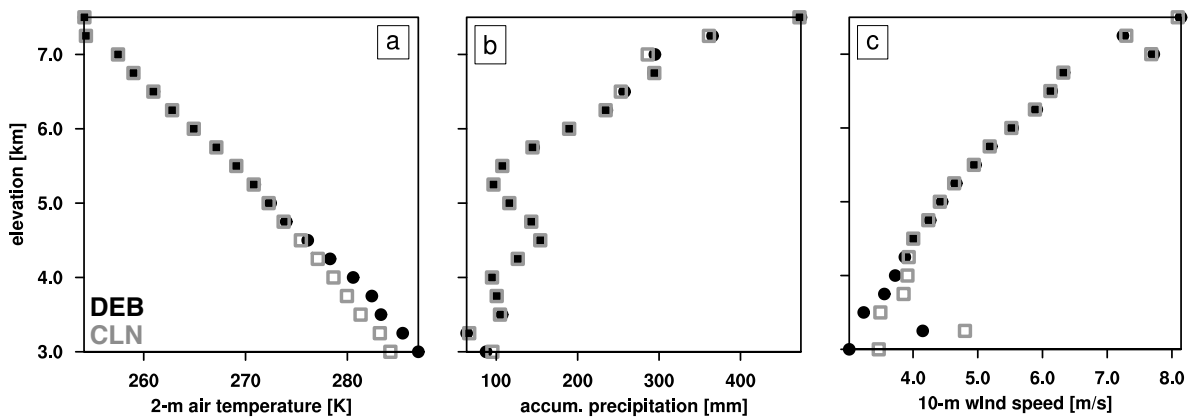 a
b
c
7.0
6.0
5.0
4.0
3.0
elevation [km]
DEB
CLN
260 270 280
100 200 300 400
4.0 5.0 6.0 7.0 8.0
2-m air temperature [K]
accum. precipitation [mm]
10-m wInd speed [m/s]